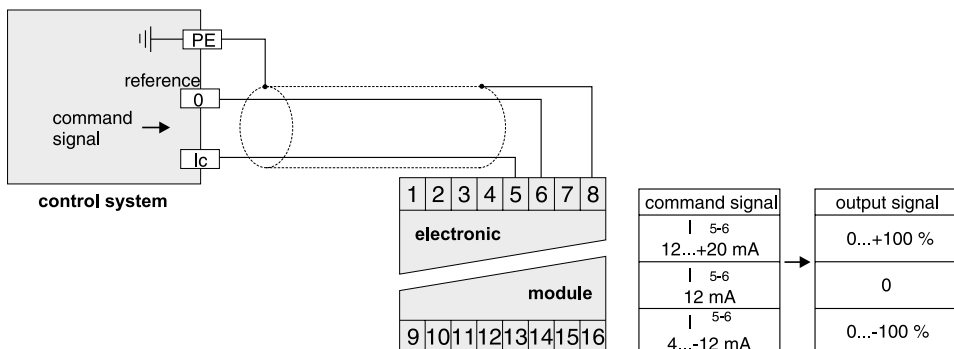 PE
reference
0
command
signal
Ic
control system
1 2 3 4 5 6 7 8
electronic
module
9 10 11 12 13 14 15 16
command signal
I 5-6
12...+20 mA
I 5-6
12 mA
I 5-6
4...-12 mA
output signal
0...+100 %
0
0...-100 %